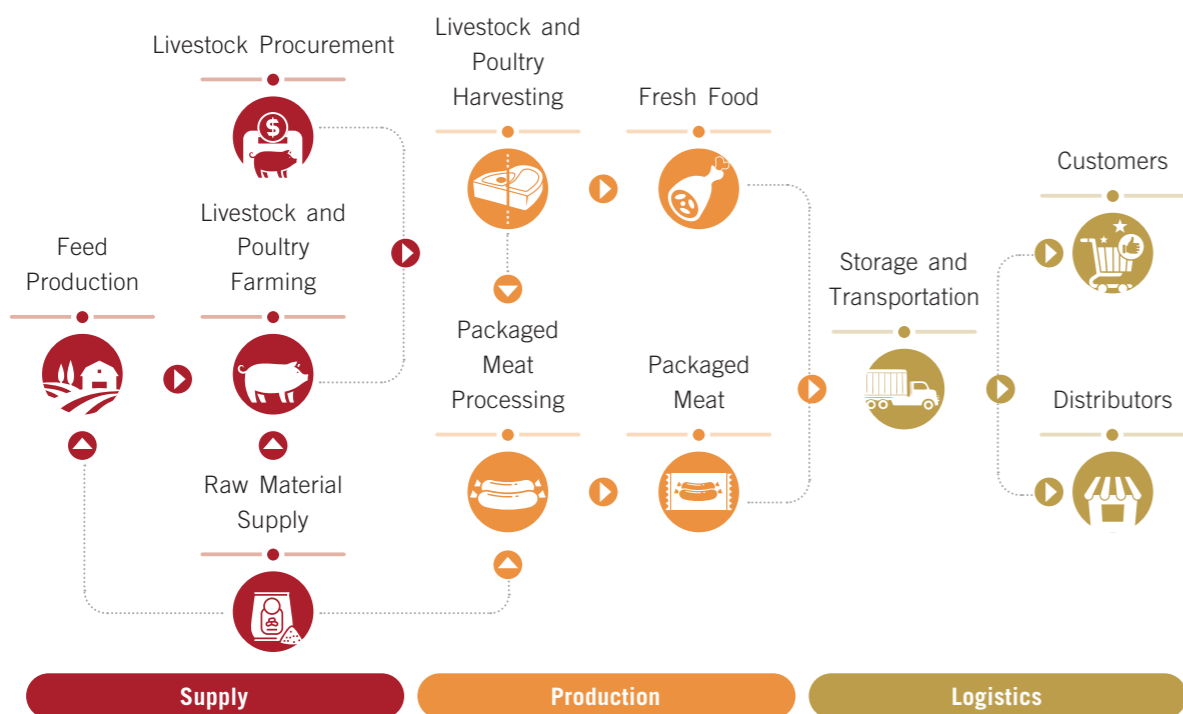 Livestock Procurement
Livestock and
Poultry
Harvesting
Fresh Food
Customers
Livestock and
Poultry
Farming
Feed
Production
Storage and
Transportation
Packaged
Meat
Processing
Packaged
Meat
Distributors
Raw Material
Supply
$
Supply
Production
Logistics